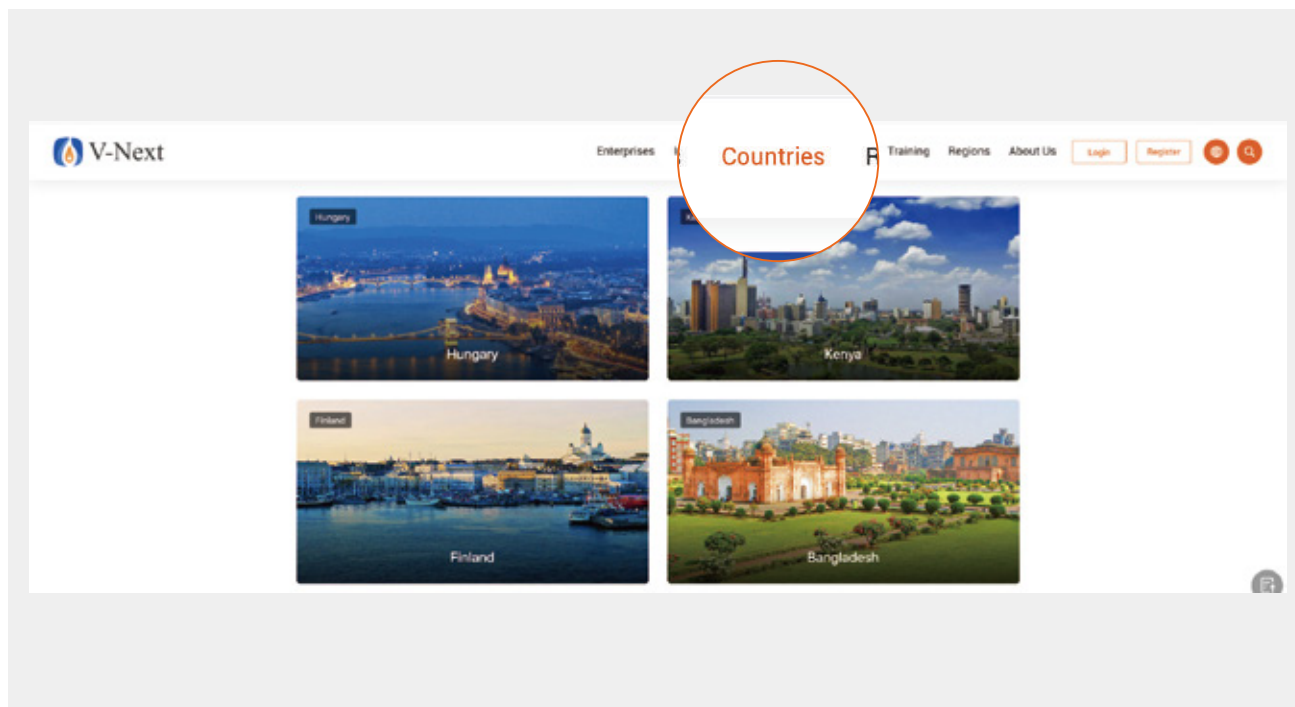 V-Next
Enterprises Countries Training Regions About Us Login Register
Hungary
Hungary
Kenya
Finland
Bangladesh
Finland
Bangladesh